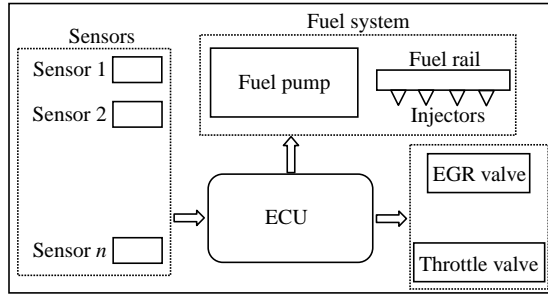 Sensors
Sensor 1
Sensor 2
Sensor n
Fuel system
Fuel pump
Fuel rail
Injectors
ECU
EGR valve
Throttle valve